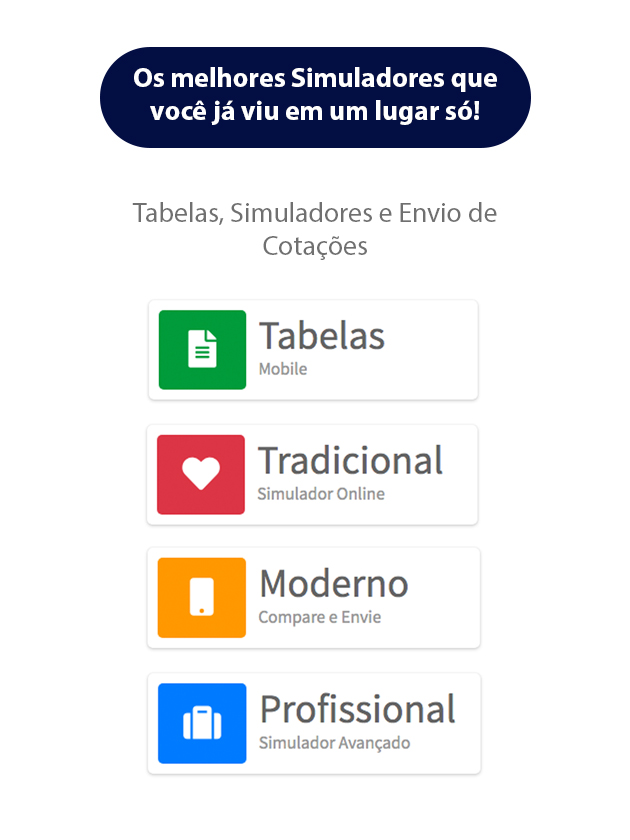 Os melhores Simuladores que
você já viu em um lugar só!
Tabelas, Simuladores e Envio de
Cotações
Tabelas
Mobile
Tradicional
Simulador Online
Moderno
Compare e Envie
Profissional
Simulador Avançado